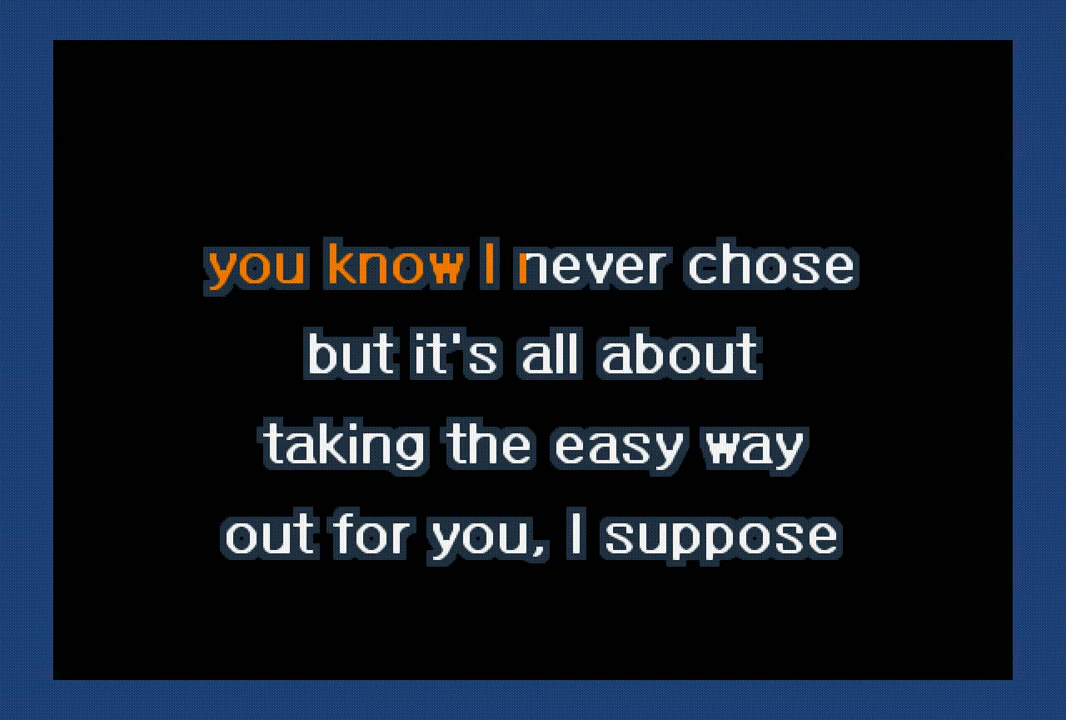 you know I never chose
but it's all about
taking the easy way
out for you, I suppose